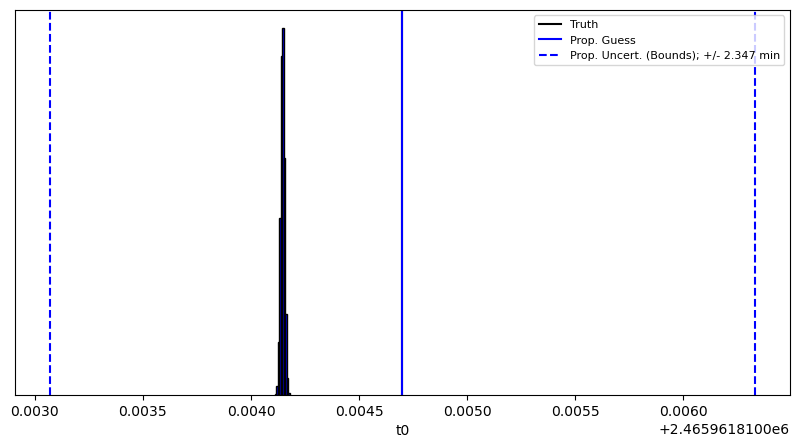 Truth
Prop. Guess
Prop. Uncert. (Bounds); +/- 2.347 min
0.0030 0.0035 0.0040 0.0045 0.0050 0.0055 0.0060
t0
+2.4659618100e6